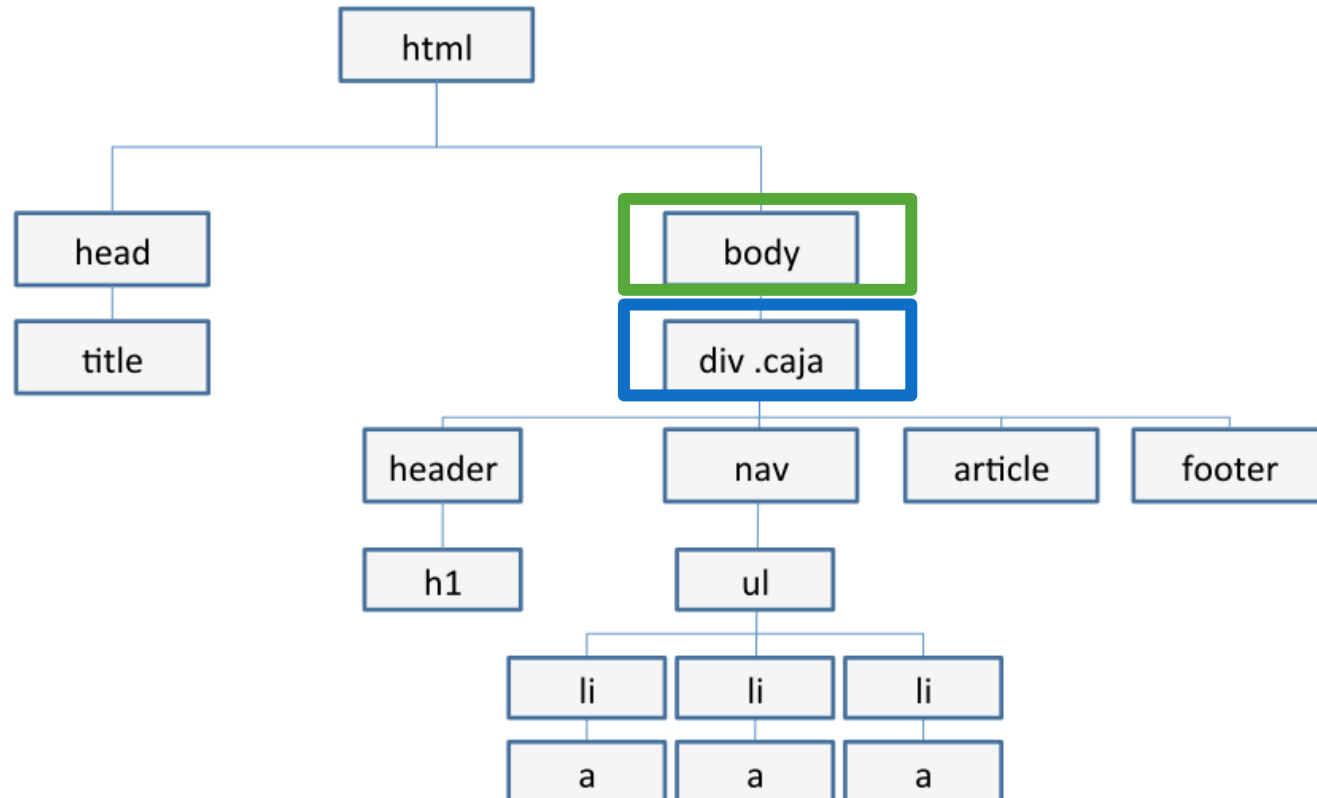 html
head
body
title
div .caja
header
nav
article
footer
h1
ul
li
li
li
a
a
a